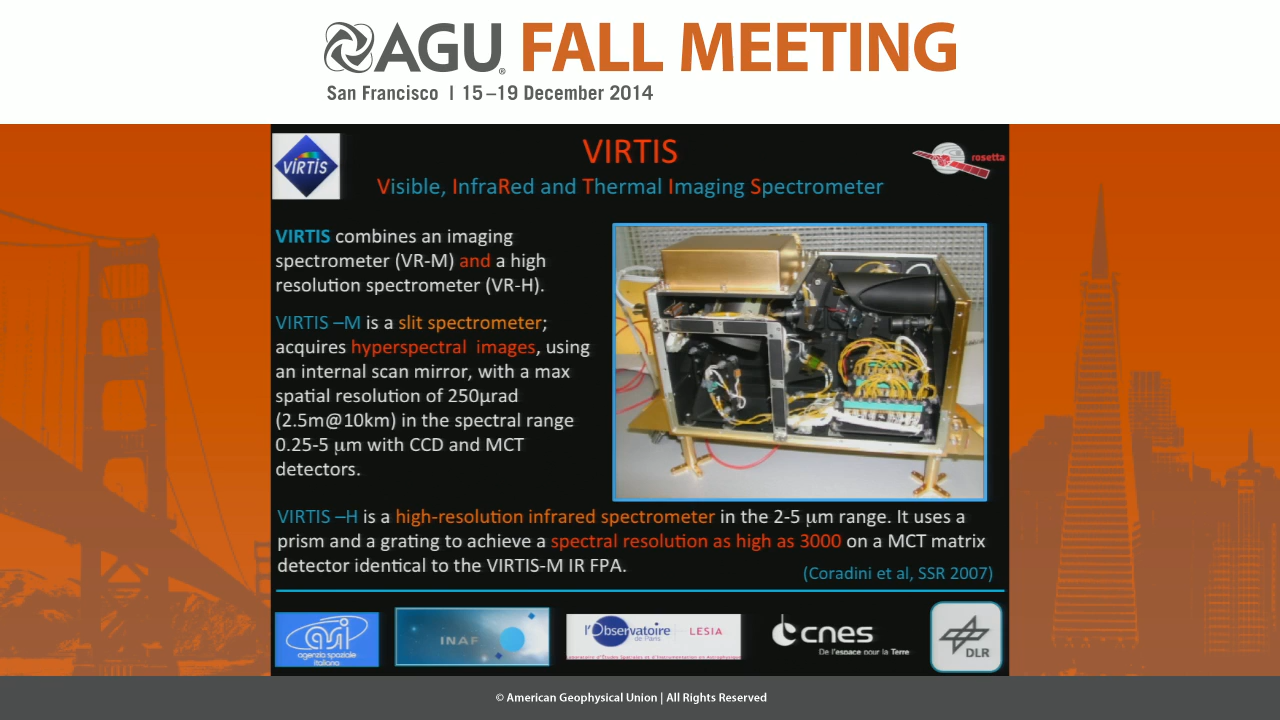 AGU® FALL MEETING
San Francisco | 15–19 December 2014
VIRTIS
VIRTIS
rosetta
Visible, InfraRed and Thermal Imaging Spectrometer
VIRTIS combines an imaging
spectrometer (VR-M) and a high
resolution spectrometer (VR-H).
VIRTIS –M is a slit spectrometer;
acquires hyperspectral images, using
an internal scan mirror, with a max
spatial resolution of 250μrad
(2.5m@10km) in the spectral range
0.25-5 μm with CCD and MCT
detectors.
VIRTIS –H is a high-resolution infrared spectrometer in the 2-5 μm range. It uses a
prism and a grating to achieve a spectral resolution as high as 3000 on a MCT matrix
detector identical to the VIRTIS-M IR FPA.
(Coradini et al, SSR 2007)
asi
agenzia spaziale
italiana
INAF
l'Observatoire
de Paris
LESIA
cnes
De l'espace pour la Terre
DLR
© American Geophysical Union | All Rights Reserved